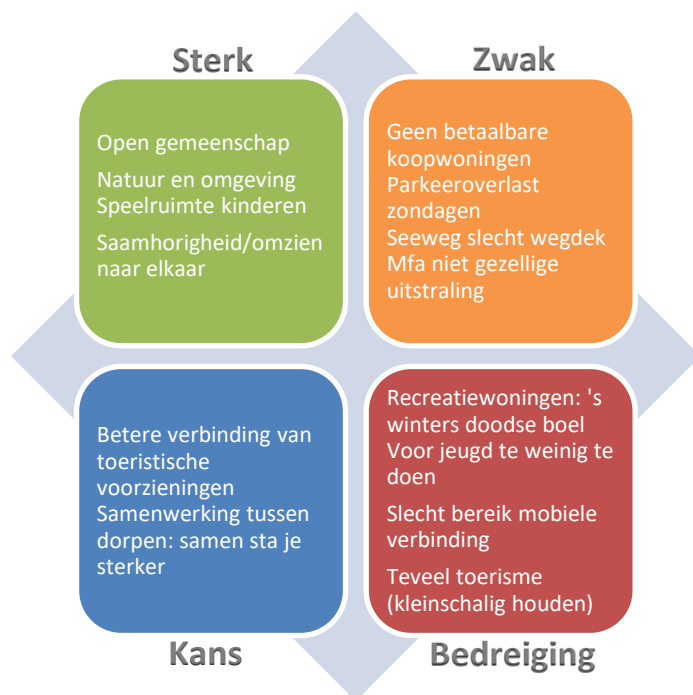 Sterk
Zwak
Open gemeenschap
Natuur en omgeving
Speelruimte kinderen
Saamhorigheid/omzien
naar elkaar
Geen betaalbare
koopwoningen
Parkeeroverlast
zondagen
Seeweg slecht wegdek
Mfa niet gezellige
uitstraling
Betere verbinding van
toeristische
voorzieningen
Samenwerking tussen
dorpen: samen sta je
sterker
Recreatiewoningen: 's
winters doodse boel
Voor jeugd te weinig te
doen
Slecht bereik mobiele
verbinding
Teveel toerisme
(kleinschalig houden)
Kans
Bedreiging